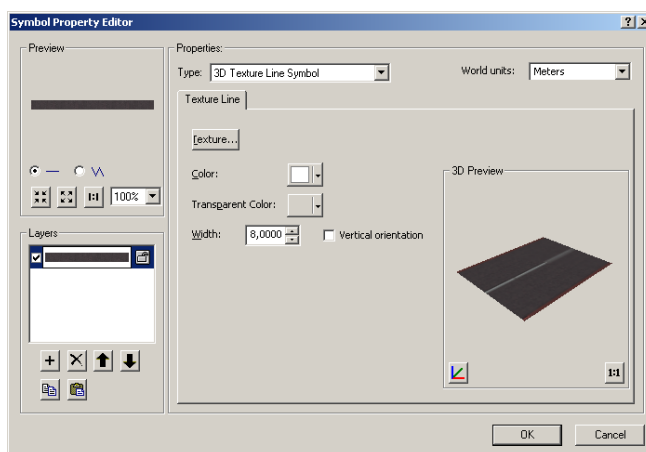 Symbol Property Editor
Preview
1:1
100%
Layers
Properties:
Type: 3D Texture Line Symbol
World units: Meters
Texture Line
Texture...
Color:
Transparent Color:
Width: 8,0000
Vertical orientation
3D Preview
1:1
OK
Cancel